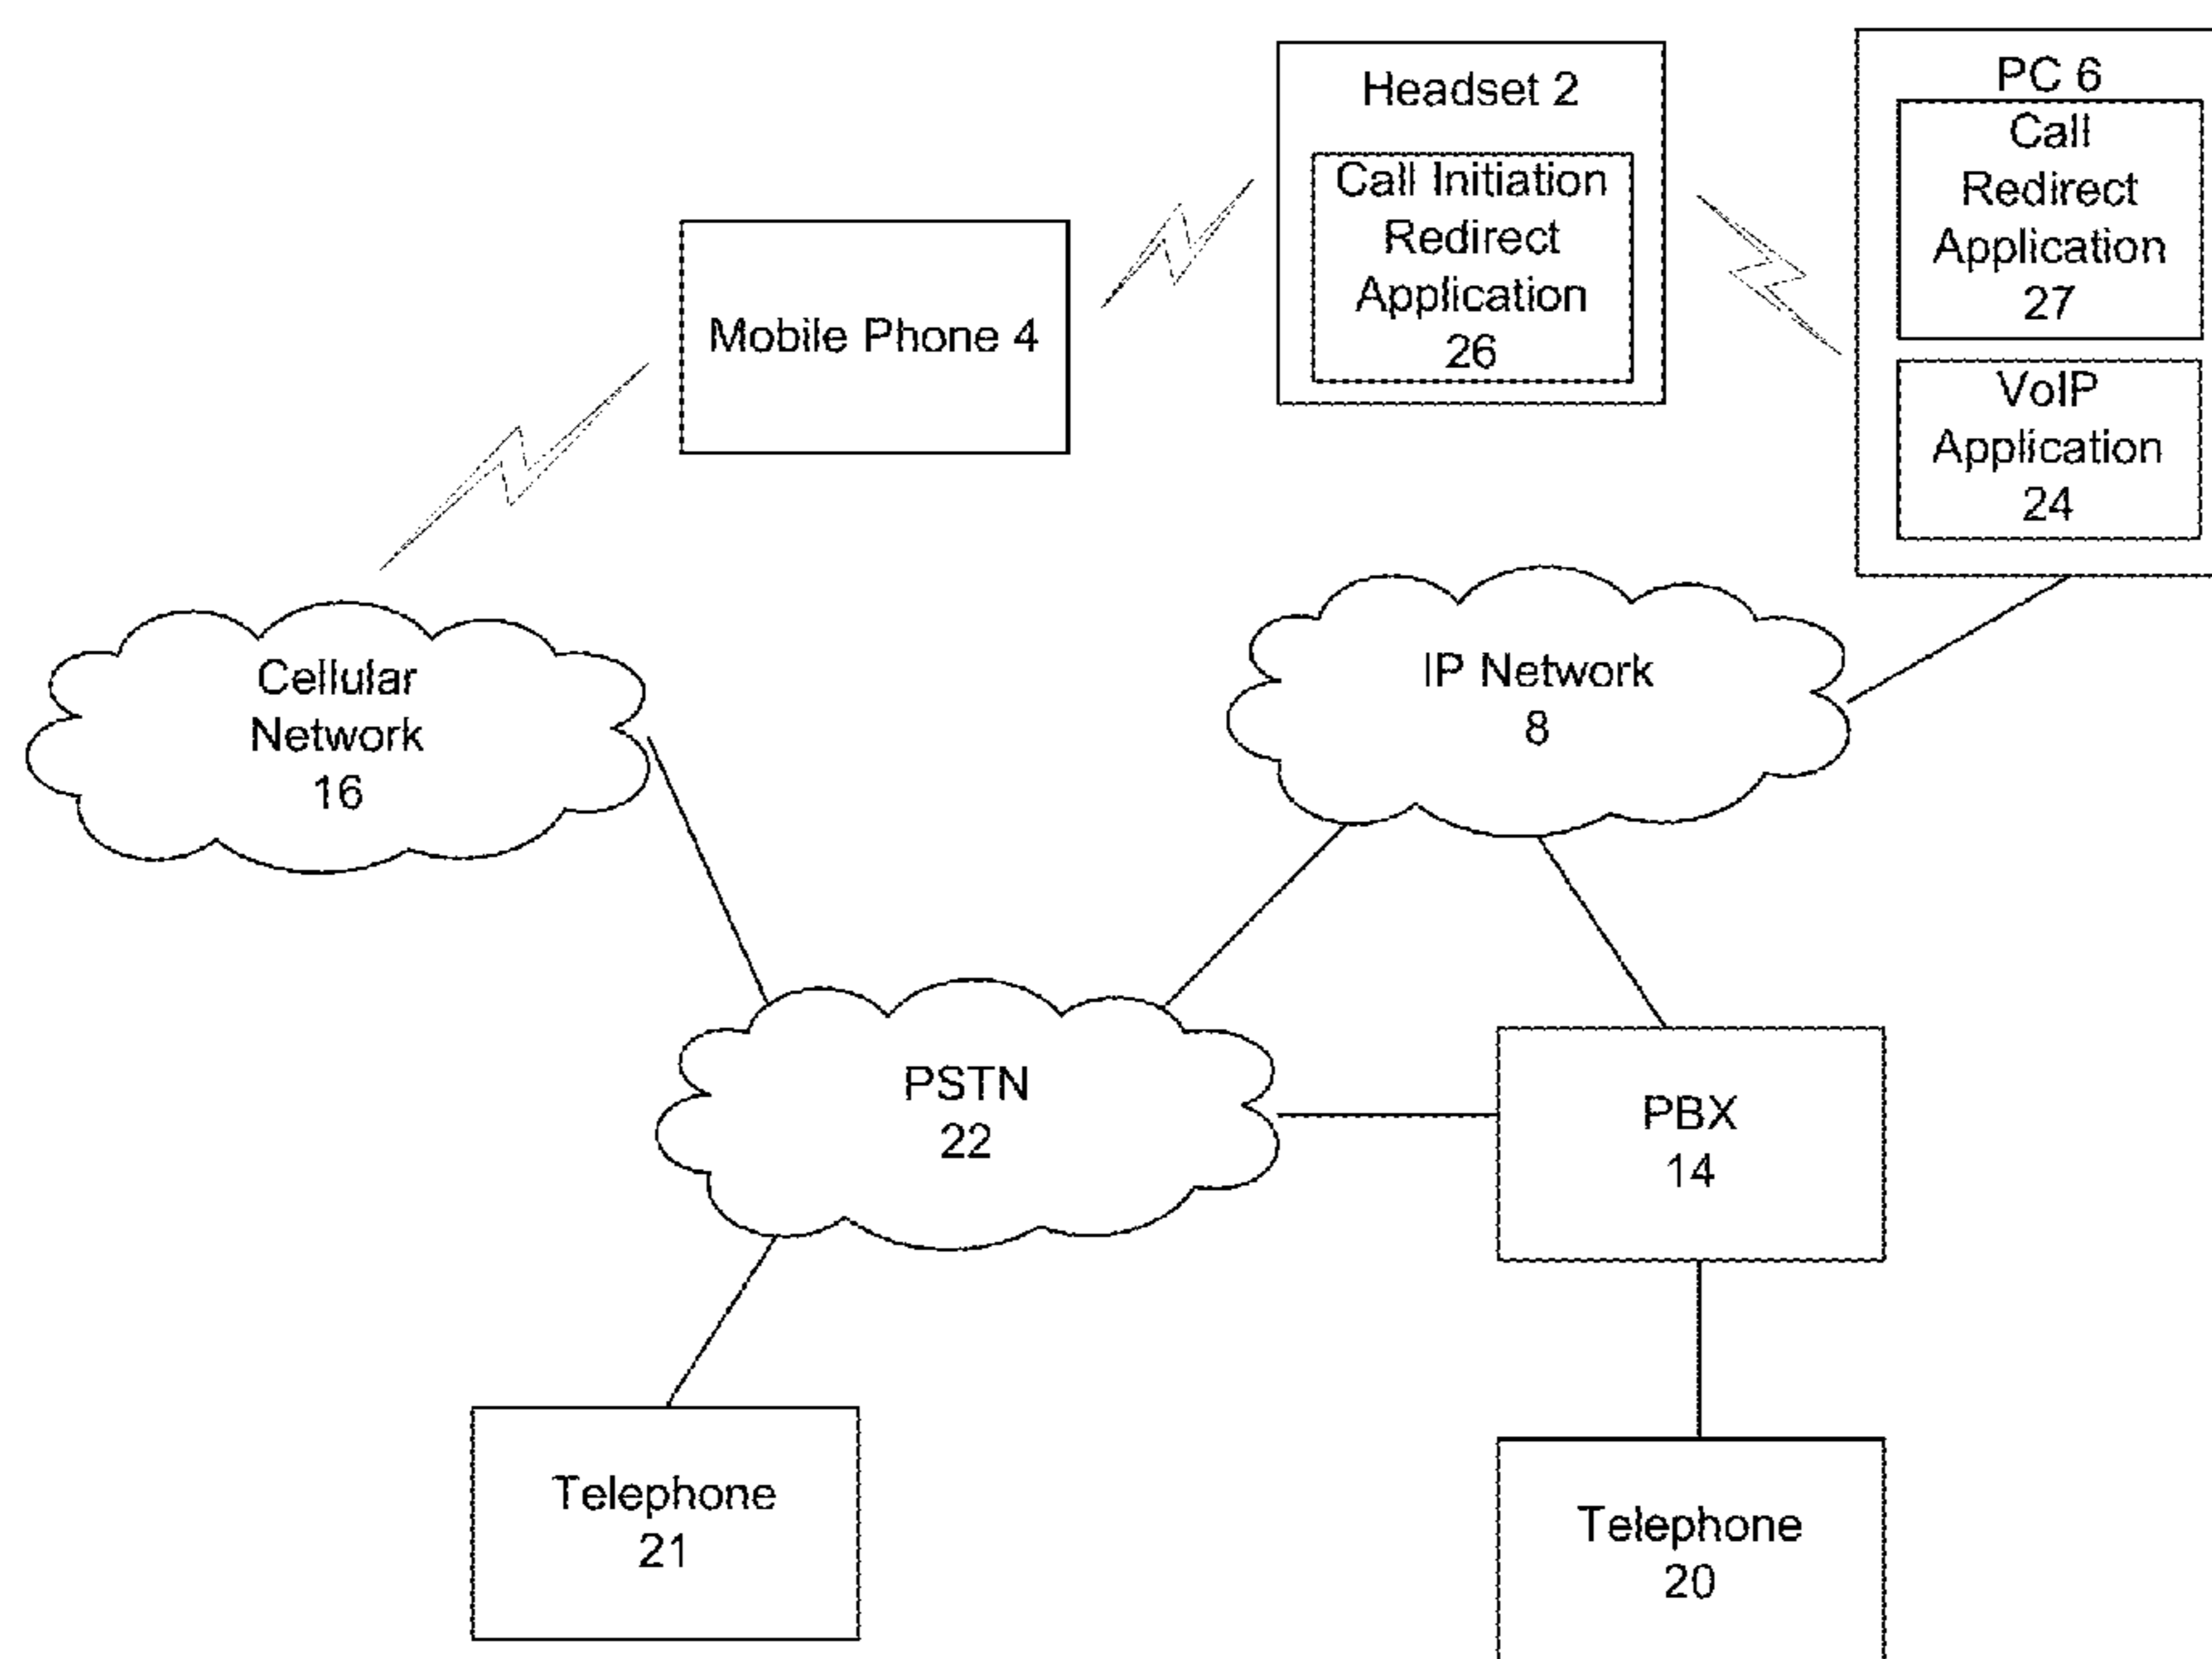 Headset 2
Call Initiation
Redirect
Application
26
PC 6
Call
Redirect
Application
27
VoIP
Application
24
Mobile Phone 4
Cellular
Network
16
IP Network
8
PSTN
22
PBX
14
Telephone
21
Telephone
20